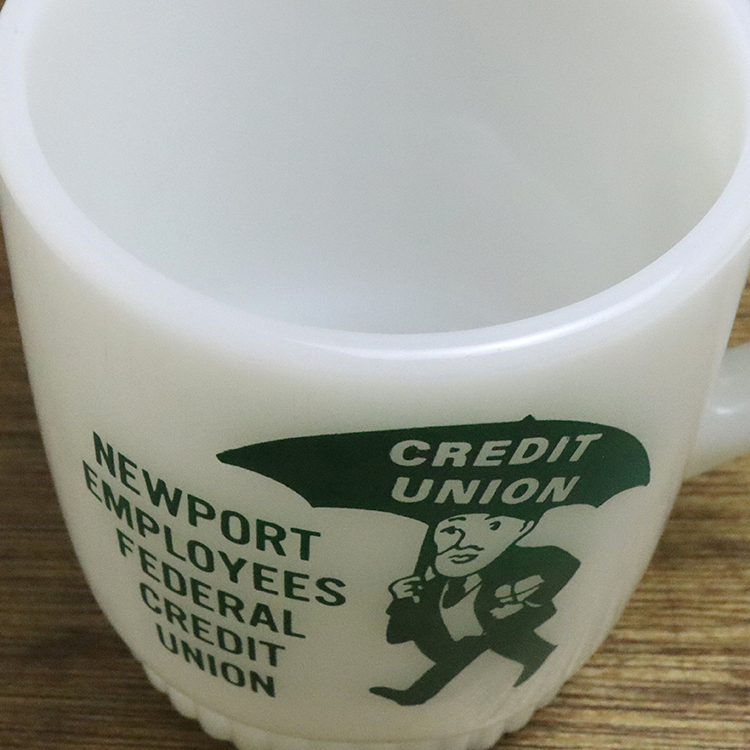 NEWPORT
EMPLOYEES
FEDERAL
CREDIT
UNION
CREDIT
UNION